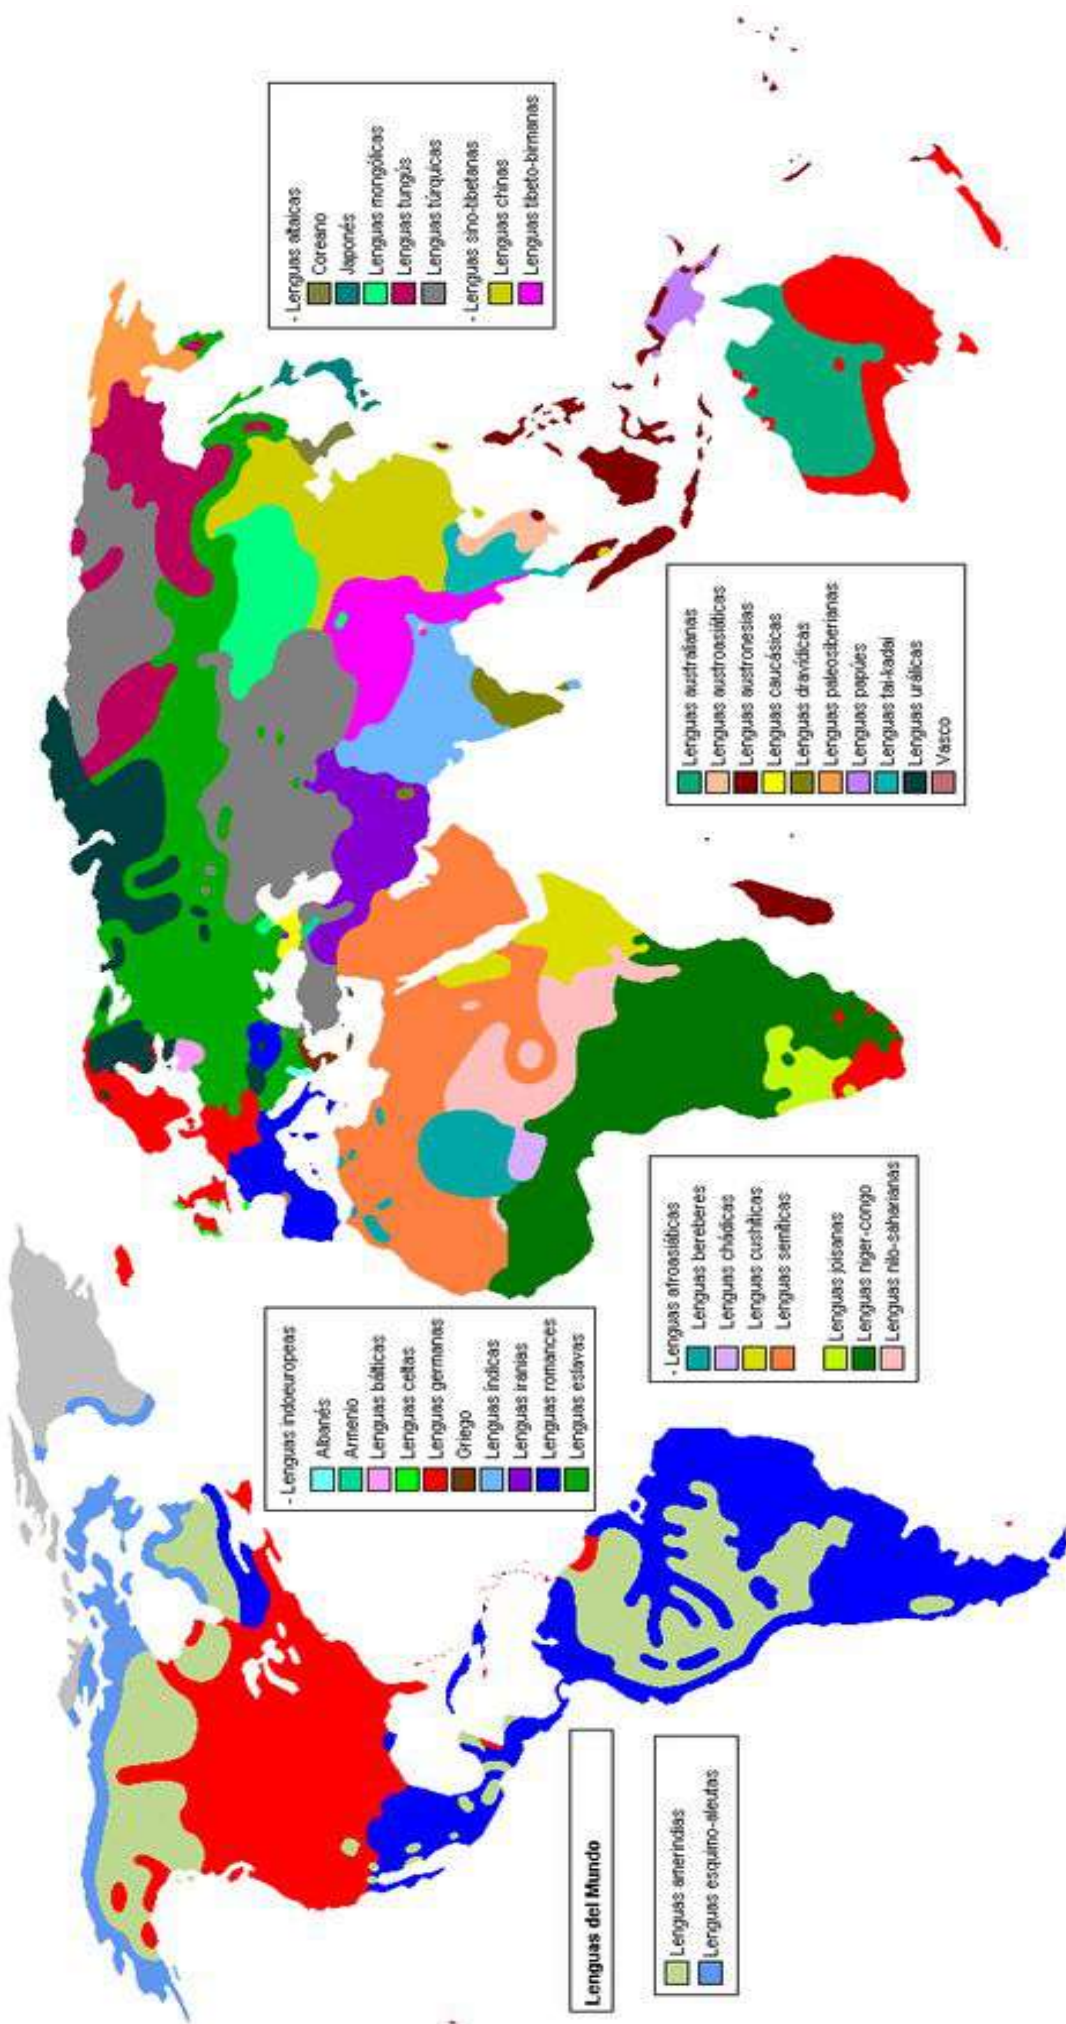 Lenguas del Mundo
Lenguas amerindias
Lenguas esquimo-aleutas
- Lenguas indoeuropeas
Albanés
Armenio
Lenguas bálticas
Lenguas celtas
Lenguas germanas
Griego
Lenguas índicas
Lenguas iranias
Lenguas romances
Lenguas eslavas
- Lenguas afroasiáticas
Lenguas bereberes
Lenguas chádicas
Lenguas cushíticas
Lenguas semíticas
Lenguas joisanas
Lenguas niger-congo
Lenguas nilo-saharianas
- Lenguas altaicas
Coreano
Japonés
Lenguas mongólicas
Lenguas tungús
Lenguas túrquicas
- Lenguas sino-tibetanas
Lenguas chinas
Lenguas tibeto-birmanas
Lenguas australianas
Lenguas austroasiáticas
Lenguas austronesias
Lenguas caucásicas
Lenguas dravídicas
Lenguas paleosiberianas
Lenguas papúes
Lenguas tai-kadai
Lenguas urálicas
Vasco